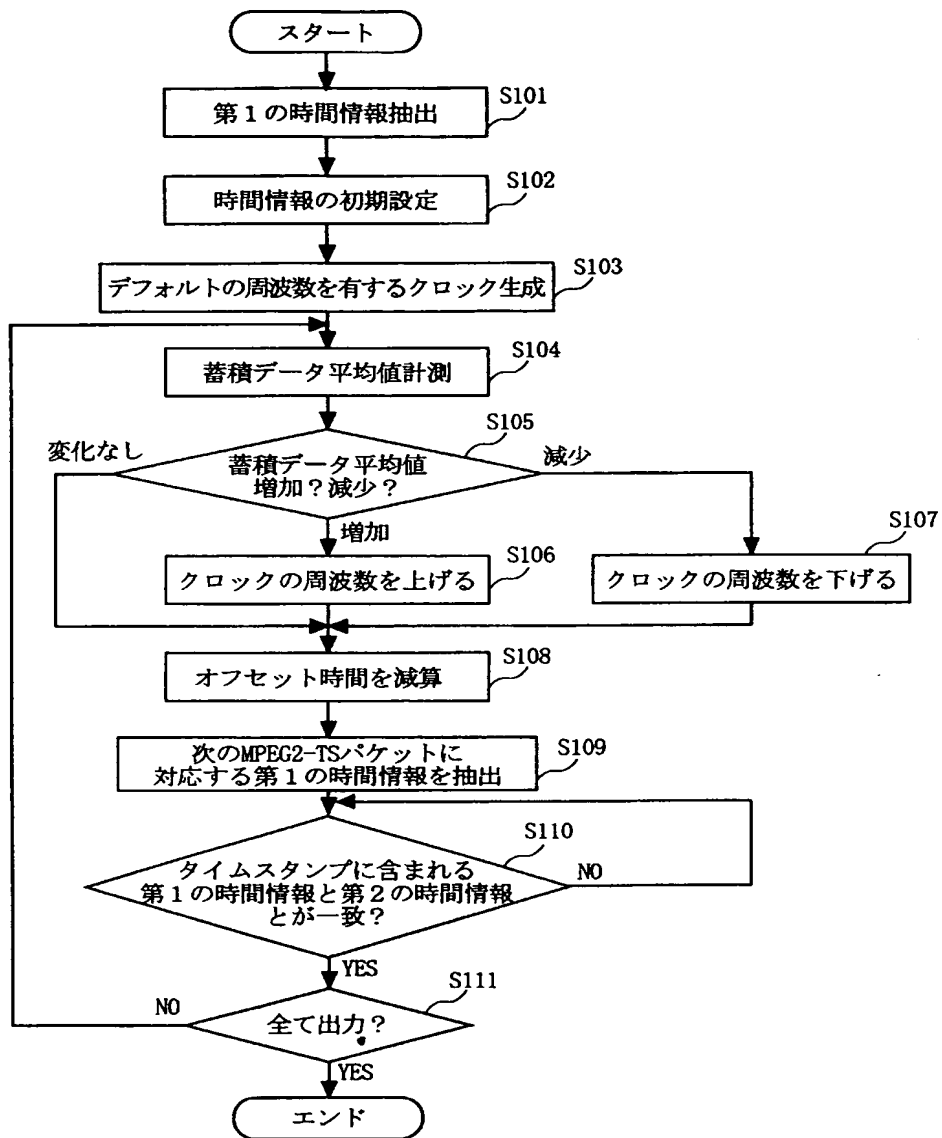 スタート
S101
第1の時間情報抽出
S102
時間情報の初期設定
S103
デフォルトの周波数を有するクロック生成
S104
蓄積データ平均値計測
S105
変化なし
蓄積データ平均値
増加？減少？
減少
増加
S106
クロックの周波数を上げる
S107
クロックの周波数を下げる
S108
オフセット時間を減算
S109
次のMPEG2-TSパケットに
対応する第1の時間情報を抽出
S110
タイムスタンプに含まれる
第1の時間情報と第2の時間情報
とが一致？
NO
YES
S111
NO
全て出力？
YES
エンド